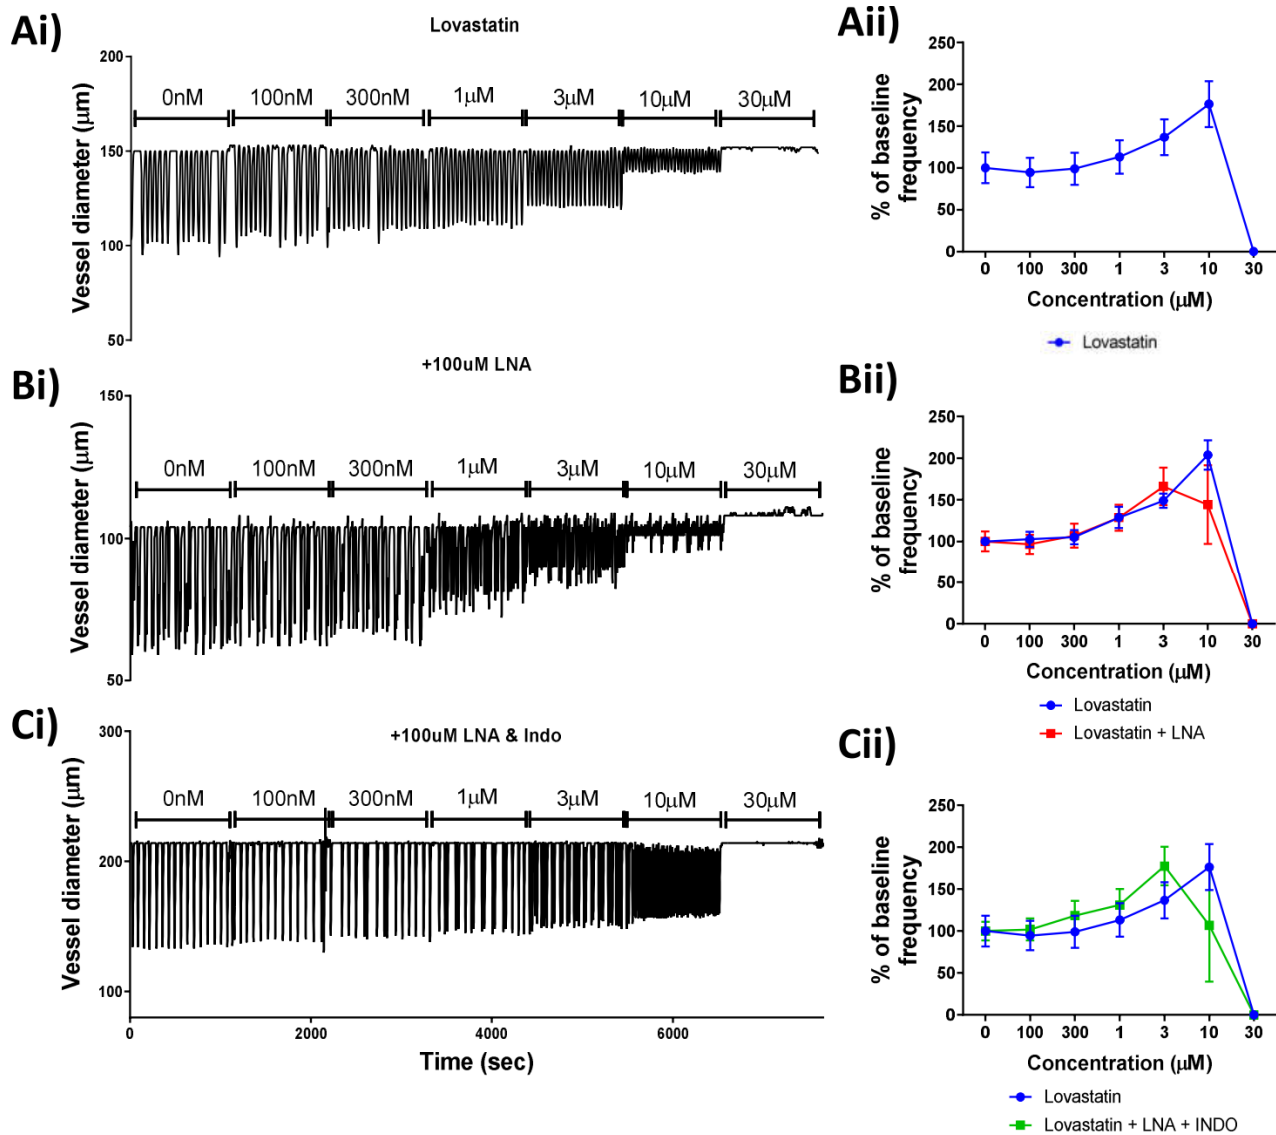 Ai)
Lovastatin
Vessel diameter (μm)
200
150
100
50
0nM 100nM 300nM 1μM 3μM 10μM 30μM
Aii)
% of baseline
frequency
250
200
150
100
50
0
0 100 300 1 3 10 30
Concentration (μM)
Lovastatin
Bi)
+100uM LNA
Vessel diameter (μm)
150
100
50
0nM 100nM 300nM 1μM 3μM 10μM 30μM
Bii)
% of baseline
frequency
250
200
150
100
50
0
0 100 300 1 3 10 30
Concentration (μM)
Lovastatin
Lovastatin + LNA
Ci)
+100uM LNA & Indo
Vessel diameter (μm)
300
200
100
0nM 100nM 300nM 1μM 3μM 10μM 30μM
0 2000 4000 6000
Time (sec)
Cii)
% of baseline
frequency
250
200
150
100
50
0
0 100 300 1 3 10 30
Concentration (μM)
Lovastatin
Lovastatin + LNA + INDO